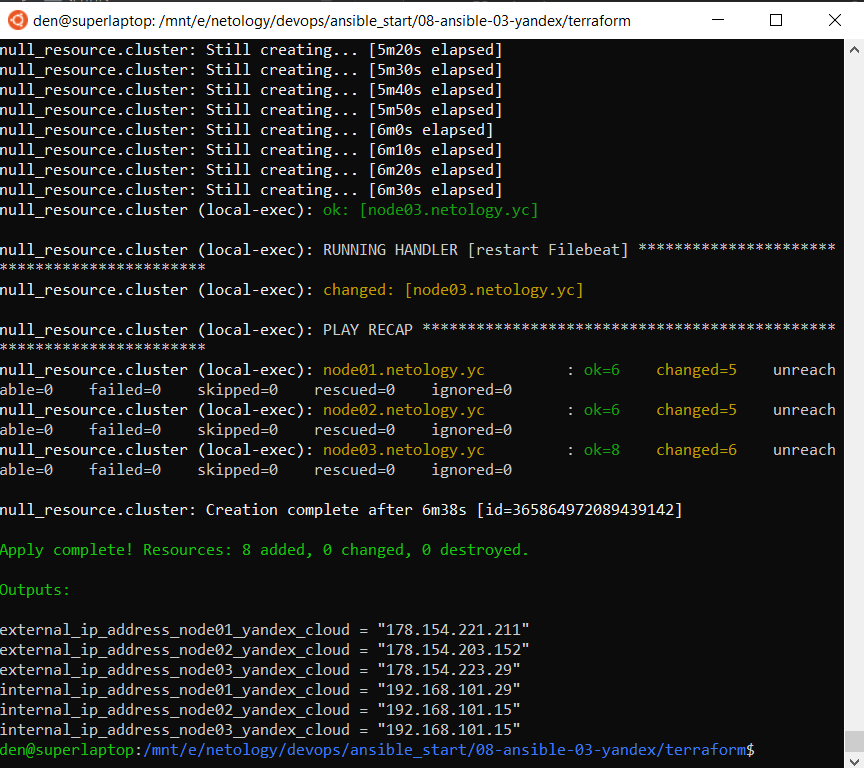 den@superlaptop: /mnt/e/netology/devops/ansible_start/08-ansible-03-yandex/terraform
null_resource.cluster: Still creating... [5m20s elapsed]
null_resource.cluster: Still creating... [5m30s elapsed]
null_resource.cluster: Still creating... [5m40s elapsed]
null_resource.cluster: Still creating... [5m50s elapsed]
null_resource.cluster: Still creating... [6m0s elapsed]
null_resource.cluster: Still creating... [6m10s elapsed]
null_resource.cluster: Still creating... [6m20s elapsed]
null_resource.cluster: Still creating... [6m30s elapsed]
null_resource.cluster (local-exec): ok: [node03.netology.yc]
null_resource.cluster (local-exec): RUNNING HANDLER [restart Filebeat] **********************
***********************
null_resource.cluster (local-exec): changed: [node03.netology.yc]
null_resource.cluster (local-exec): PLAY RECAP **********************************************
***********************
null_resource.cluster (local-exec): node01.netology.yc         : ok=6    changed=5    unreach
able=0    failed=0    skipped=0    rescued=0    ignored=0
null_resource.cluster (local-exec): node02.netology.yc         : ok=6    changed=5    unreach
able=0    failed=0    skipped=0    rescued=0    ignored=0
null_resource.cluster (local-exec): node03.netology.yc         : ok=8    changed=6    unreach
able=0    failed=0    skipped=0    rescued=0    ignored=0
null_resource.cluster: Creation complete after 6m38s [id=365864972089439142]
Apply complete! Resources: 8 added, 0 changed, 0 destroyed.
Outputs:
external_ip_address_node01_yandex_cloud = "178.154.221.211"
external_ip_address_node02_yandex_cloud = "178.154.203.152"
external_ip_address_node03_yandex_cloud = "178.154.223.29"
internal_ip_address_node01_yandex_cloud = "192.168.101.29"
internal_ip_address_node02_yandex_cloud = "192.168.101.15"
internal_ip_address_node03_yandex_cloud = "192.168.101.15"
den@superlaptop:/mnt/e/netology/devops/ansible_start/08-ansible-03-yandex/terraform$